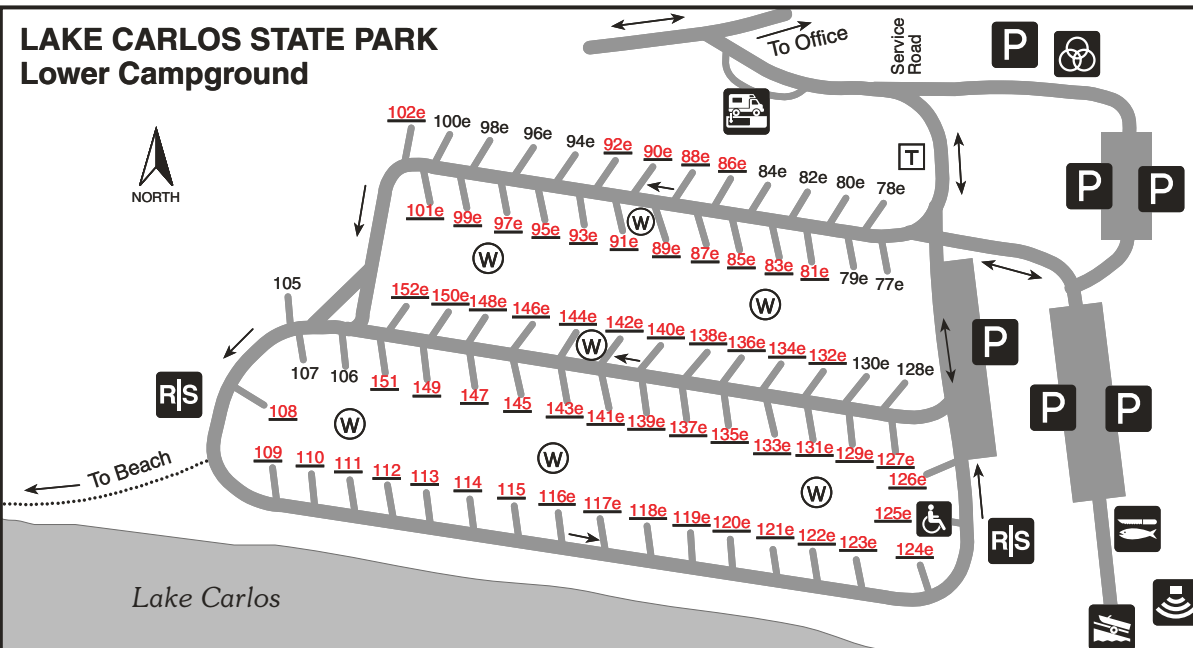 LAKE CARLOS STATE PARK
Lower Campground
To Office
Service
Road
P
NORTH
T
102e 100e 98e 96e 94e 92e 90e 88e 86e 84e 82e 80e 78e
P P
101e 99e 97e 95e 93e 91e W 89e 87e 85e 83e 81e 79e 77e
W
W
105
152e 150e 148e 146e 144e 142e 140e 138e 136e 134e 132e 130e 128e
W
P
107 106 151 149 147 145 143e 141e 139e 137e 135e 133e 131e 129e 127e
R|S
108
W
P P
109 110 111 112 113 114 115 116e 117e 118e 119e 120e 121e 122e 123e 124e
W
126e
W
125e
To Beach
R|S
Lake Carlos